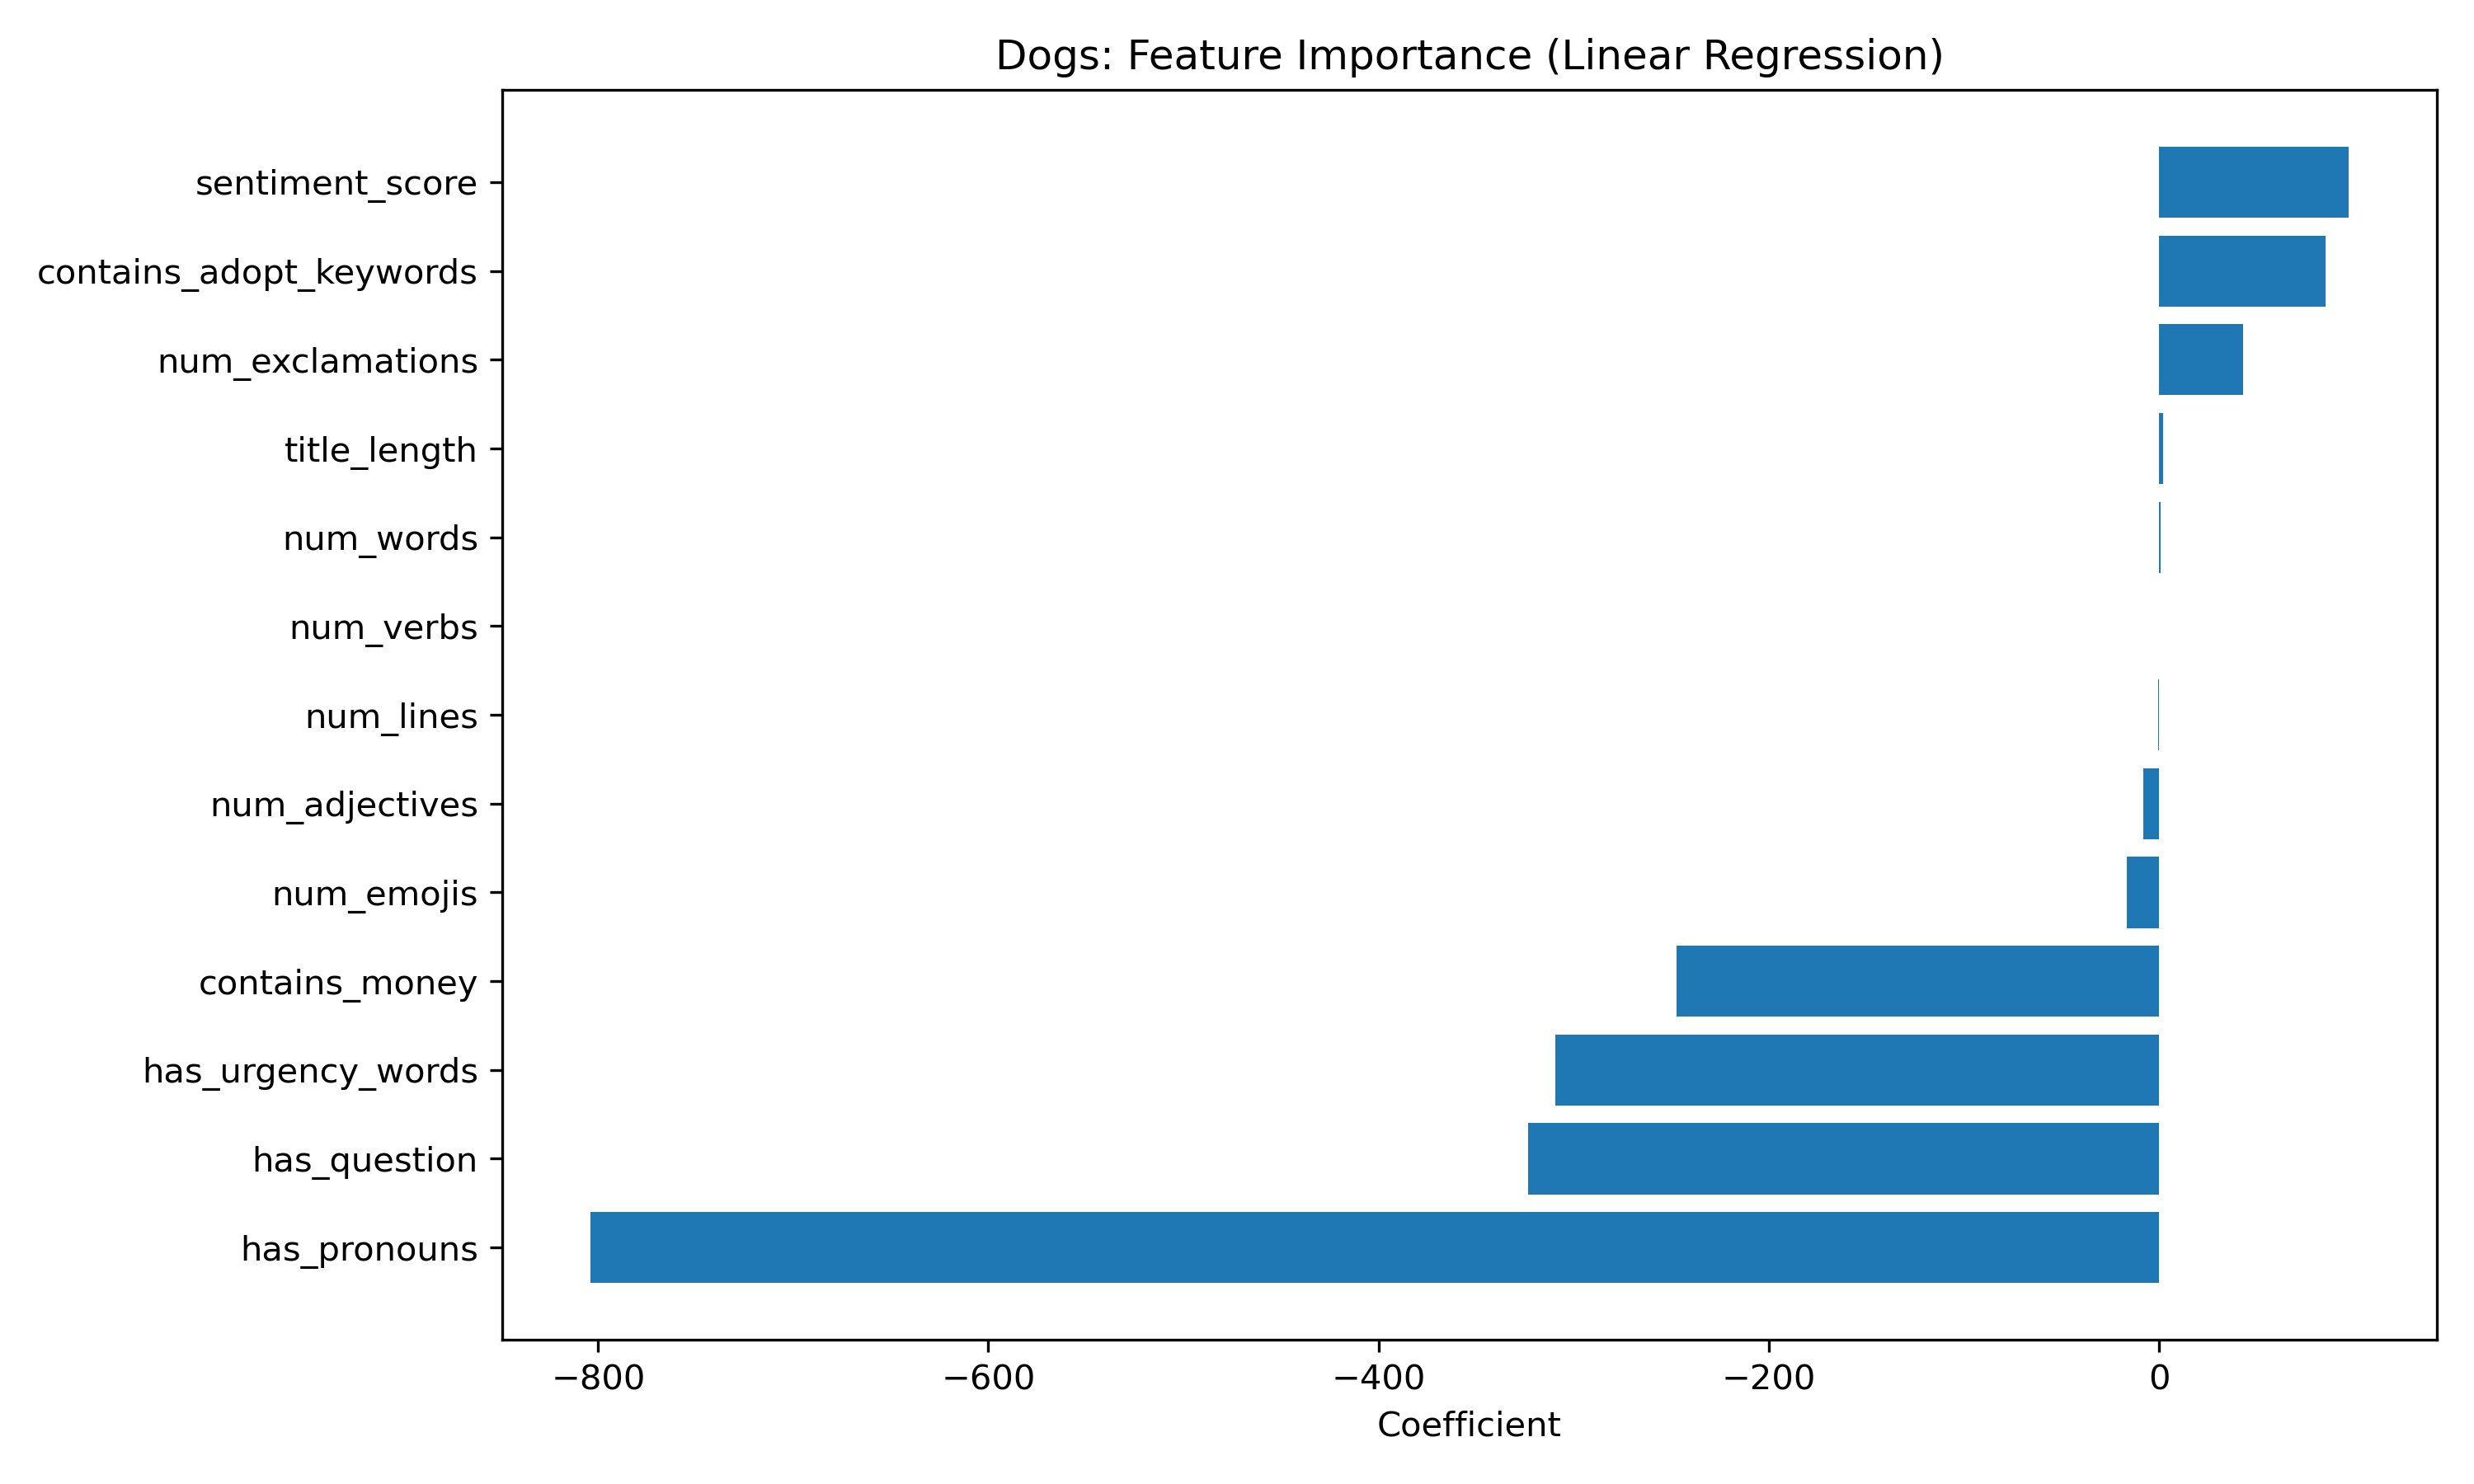 Dogs: Feature Importance (Linear Regression)
sentiment_score
contains_adopt_keywords
num_exclamations
title_length
num_words
num_verbs
num_lines
num_adjectives
num_emojis
contains_money
has_urgency_words
has_question
has_pronouns
−800 −600 −400 −200 0
Coefficient